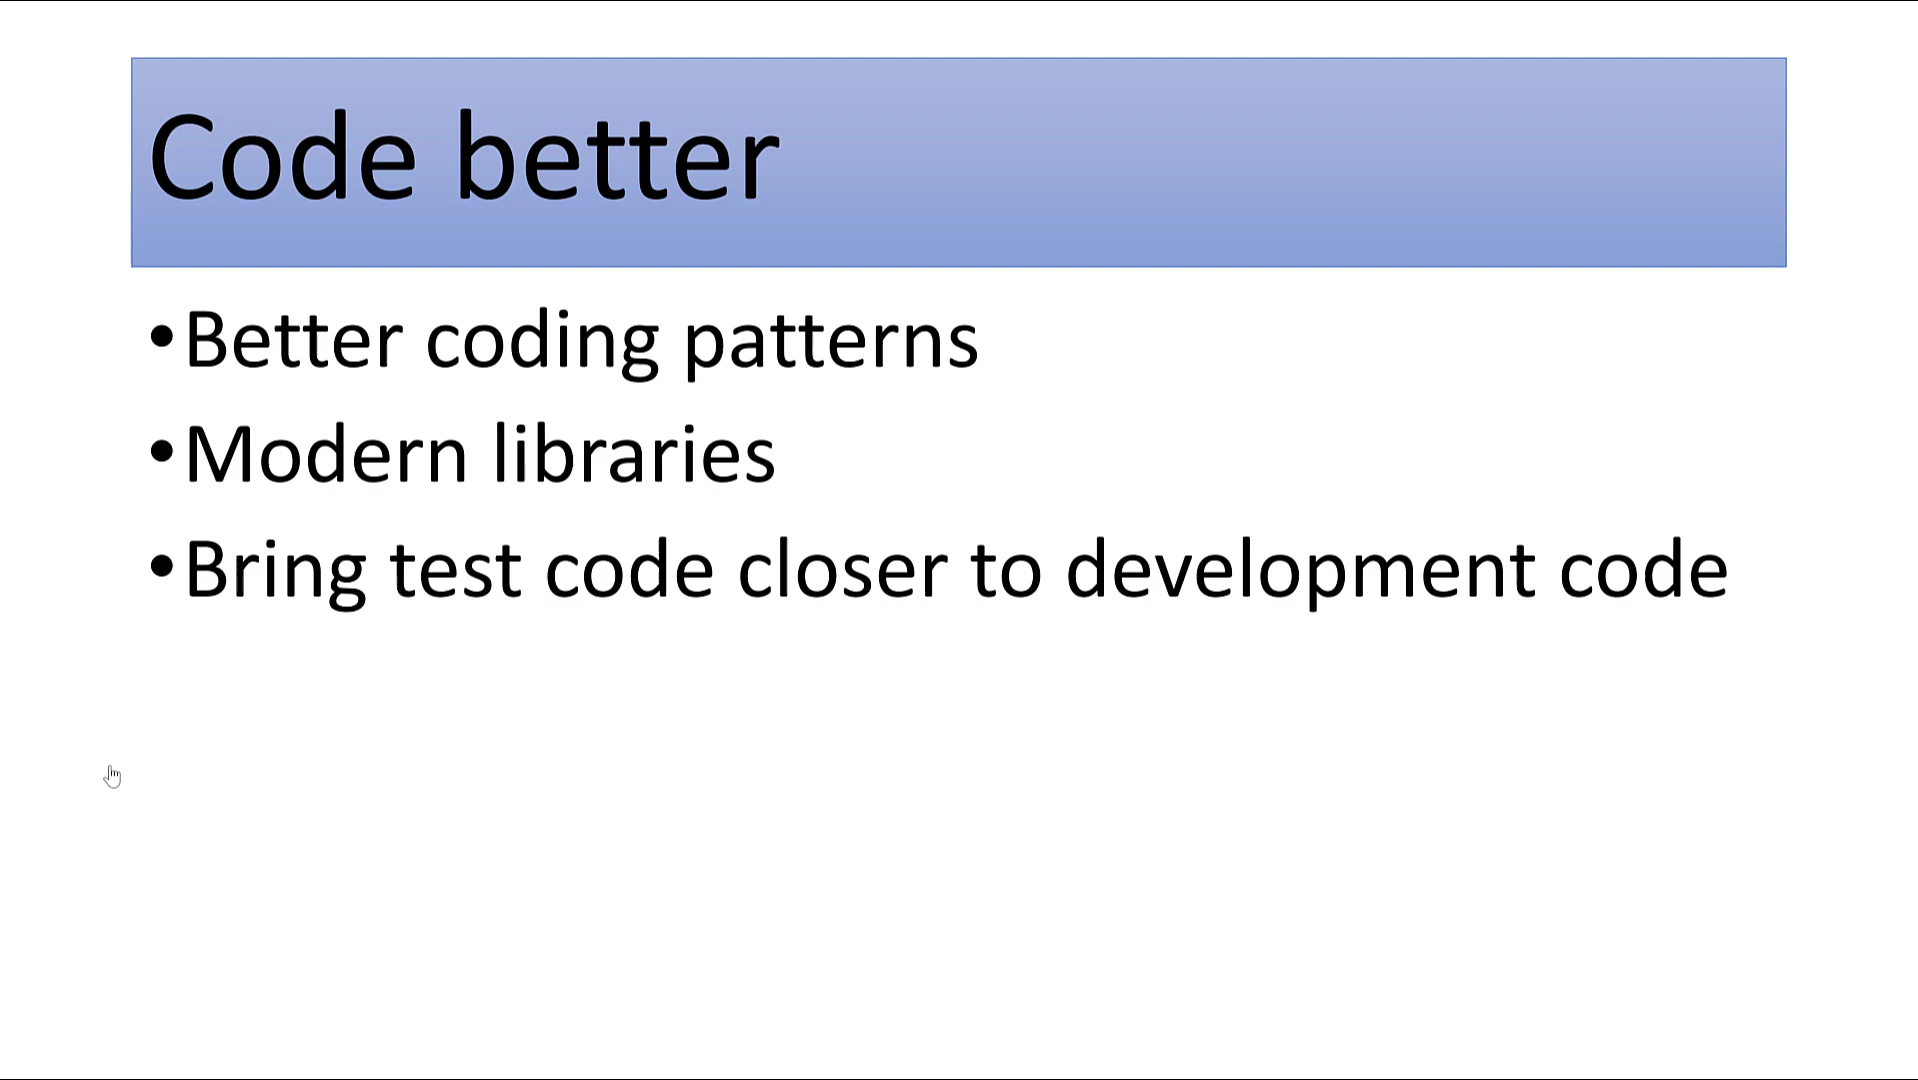 Code better
•Better coding patterns
•Modern libraries
•Bring test code closer to development code